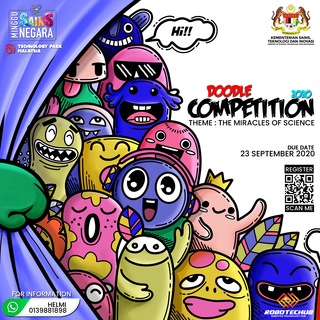 MINGGU
SAINS
NEGARA
TECHNOLOGY PARK
MALAYSIA
Hi!!
KEMENTERIAN SAINS,
TEKNOLOGI DAN INOVASI
DOODLE 2020
COMPETITION
THEME : THE MIRACLES OF SCIENCE
DUE DATE
23 SEPTEMBER 2020
REGISTER
SCAN ME
FOR INFORMATION
HELMI
0139881898
ROBOTECHUB